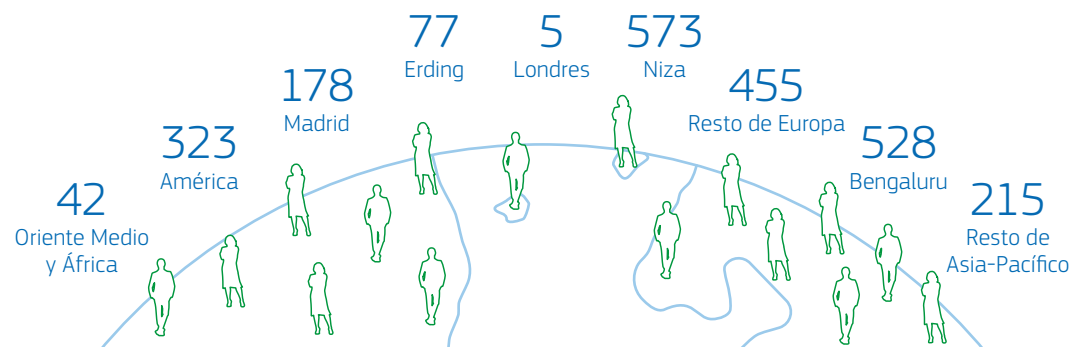 42
Oriente Medio
y África
323
América
178
Madrid
77
Erding
5
Londres
573
Niza
455
Resto de Europa
528
Bengaluru
215
Resto de
Asia-Pacífico